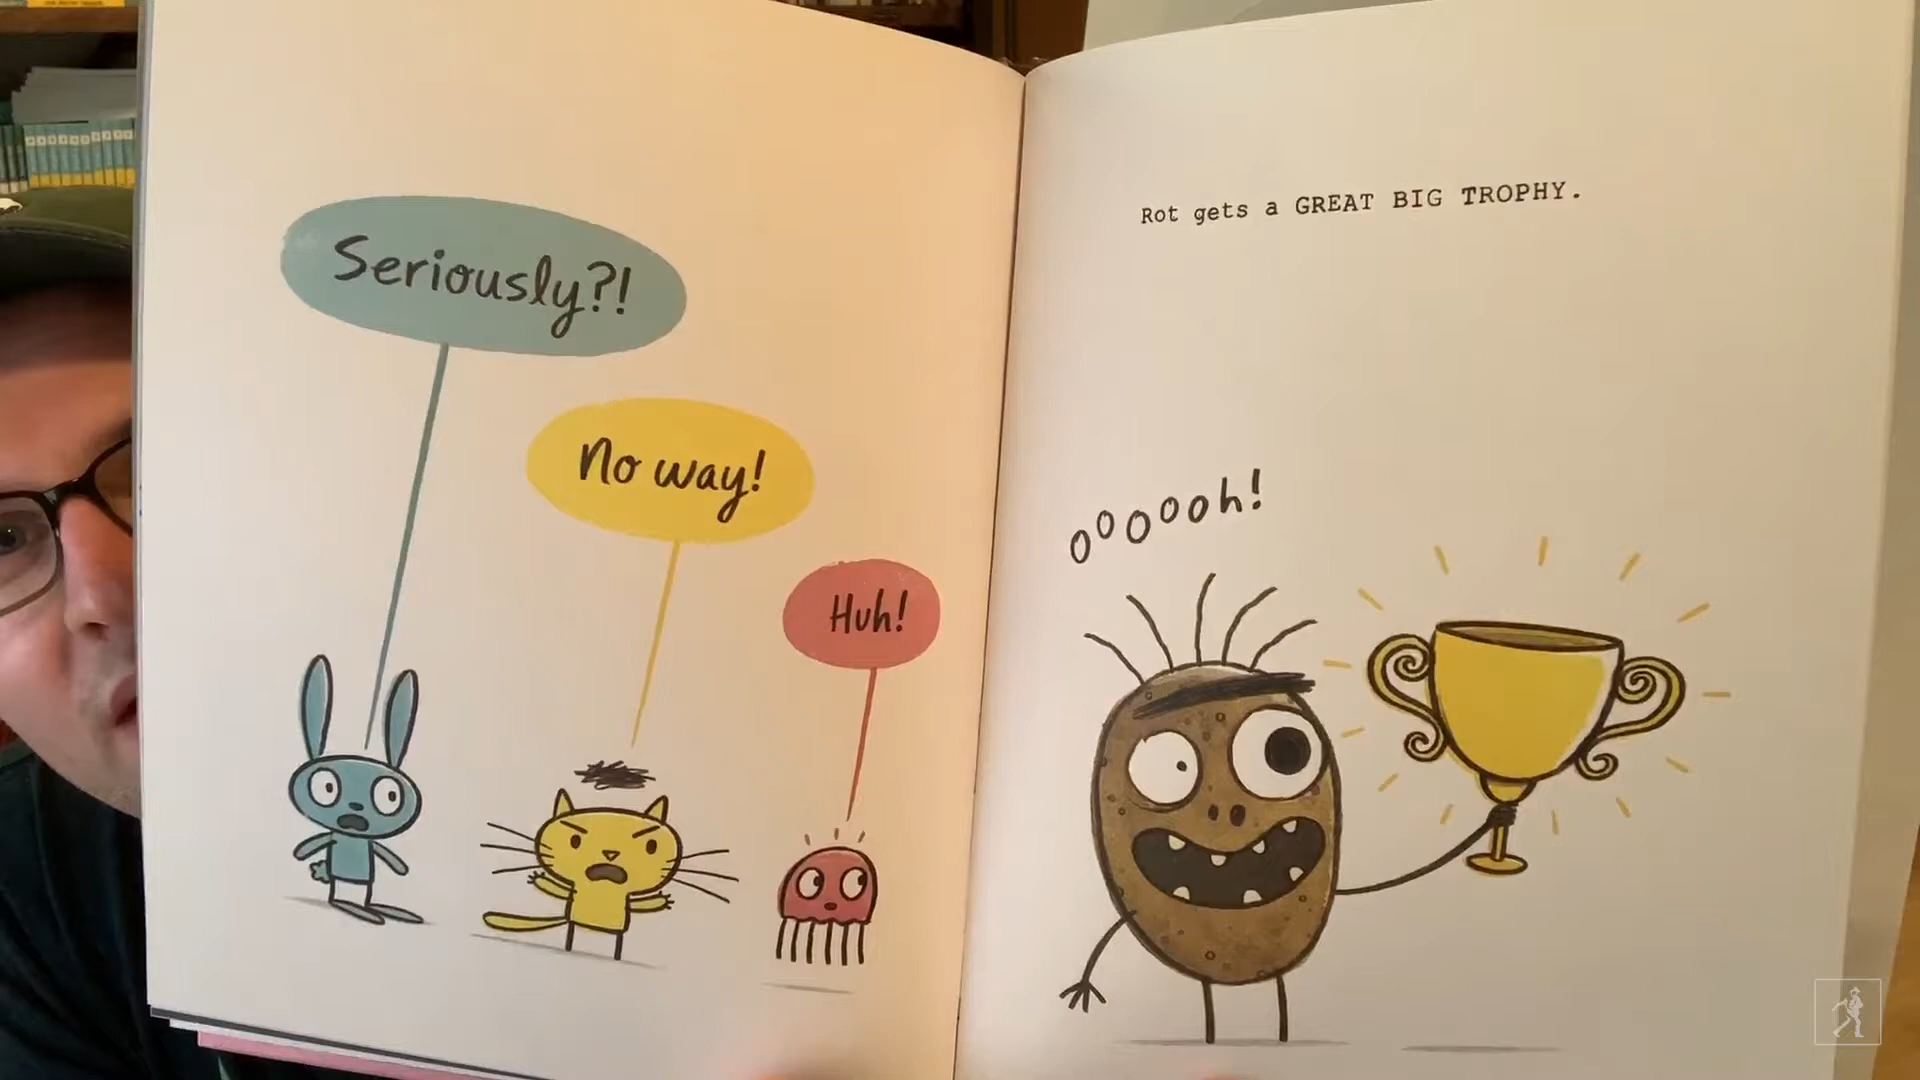 Seriously?!
No way!
Huh!
Rot gets a GREAT BIG TROPHY.
oooooh!